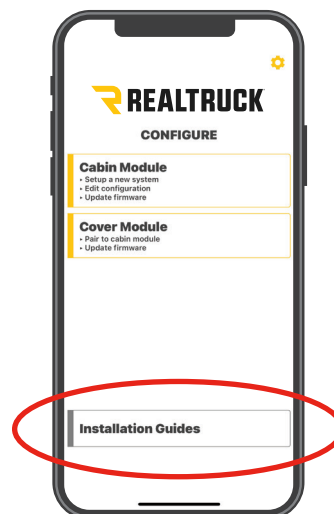 REALTRUCK
CONFIGURE
Cabin Module
• Setup a new system
• Edit configuration
• Update firmware
Cover Module
• Pair to cabin module
• Update firmware
Installation Guides